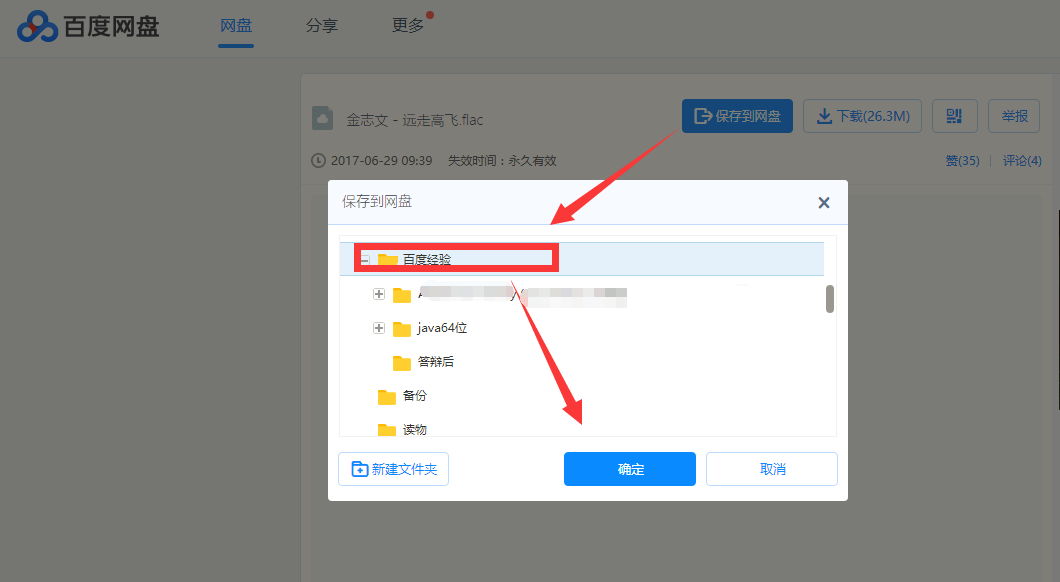 百度网盘 网盘 分享 更多
金志文 - 远走高飞.flac 保存到网盘 下载(26.3M) 举报
2017-06-29 09:39 失效时间：永久有效 赞(35) 评论(4)
保存到网盘
百度经验
java64位
答辩后
备份
读物
新建文件夹 确定 取消